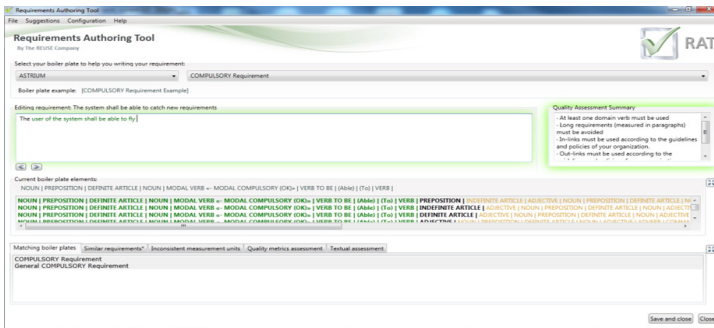 Requirements Authoring Tool
File Suggestions Configuration Help
Requirements Authoring Tool
By The REUSE Company
RAT
Select your boiler plate to help you writing your requirement:
ASTRIUM COMPULSORY Requirement
Boiler plate example: [COMPULSORY Requirement Example]
Editing requirement: The system shall be able to catch new requirements
The user of the system shall be able to fly
Quality Assessment Summary
- At least one domain verb must be used
- Long requirements (measured in paragraphs)
must be avoided
- In-links must be used according to the guidelines
and policies of your organization.
- Out-links must be used according to the
Current boiler plate elements:
NOUN | PREPOSITION | DEFINITE ARTICLE | NOUN | MODAL VERB <- MODAL COMPULSORY (OK)> | VERB TO BE | (Able) | (To) | VERB |
NOUN | PREPOSITION | DEFINITE ARTICLE | NOUN | MODAL VERB <- MODAL COMPULSORY (OK)> | VERB TO BE | (Able) | (To) | VERB | PREPOSITION | INDEFINITE ARTICLE | ADJECTIVE | NOUN | PREPOSITION | DEFINITE ARTICLE |
NOUN | PREPOSITION | DEFINITE ARTICLE | NOUN | MODAL VERB <- MODAL COMPULSORY (OK)> | VERB TO BE | (Able) | (To) | VERB | INDEFINITE ARTICLE | ADJECTIVE | NOUN | PREPOSITION | DEFINITE ARTICLE | NOUN |
NOUN | PREPOSITION | DEFINITE ARTICLE | NOUN | MODAL VERB <- MODAL COMPULSORY (OK)> | VERB TO BE | (Able) | (To) | VERB | DEFINITE ARTICLE | ADJECTIVE | NOUN | PREPOSITION | DEFINITE ARTICLE | NOUN | ADJECTIVE
Matching boiler plates Similar requirements* Inconsistent measurement units Quality metrics assessment Textual assessment
COMPULSORY Requirement
General COMPULSORY Requirement
Save and close Close